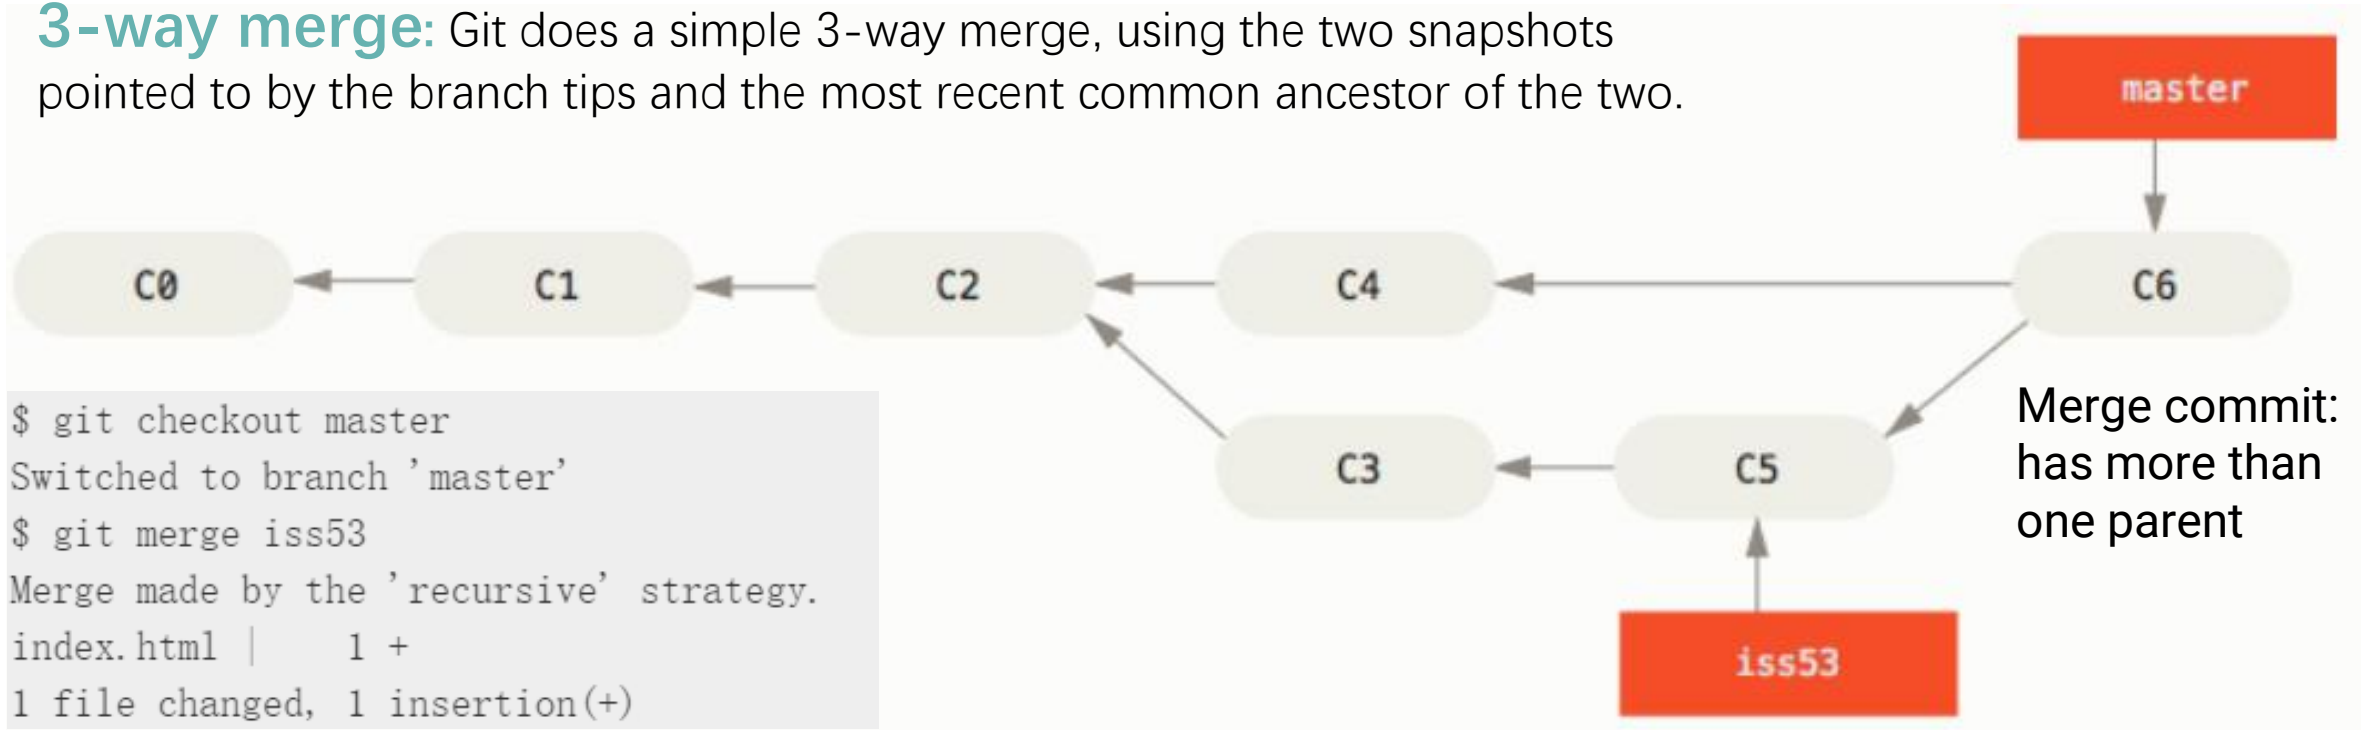 3-way merge: Git does a simple 3-way merge, using the two snapshots
pointed to by the branch tips and the most recent common ancestor of the two.
master
C0
C1
C2
C4
C6
$ git checkout master
Switched to branch 'master'
$ git merge iss53
Merge made by the 'recursive' strategy.
index.html |    1 +
1 file changed, 1 insertion(+)
C3
C5
Merge commit:
has more than
one parent
iss53